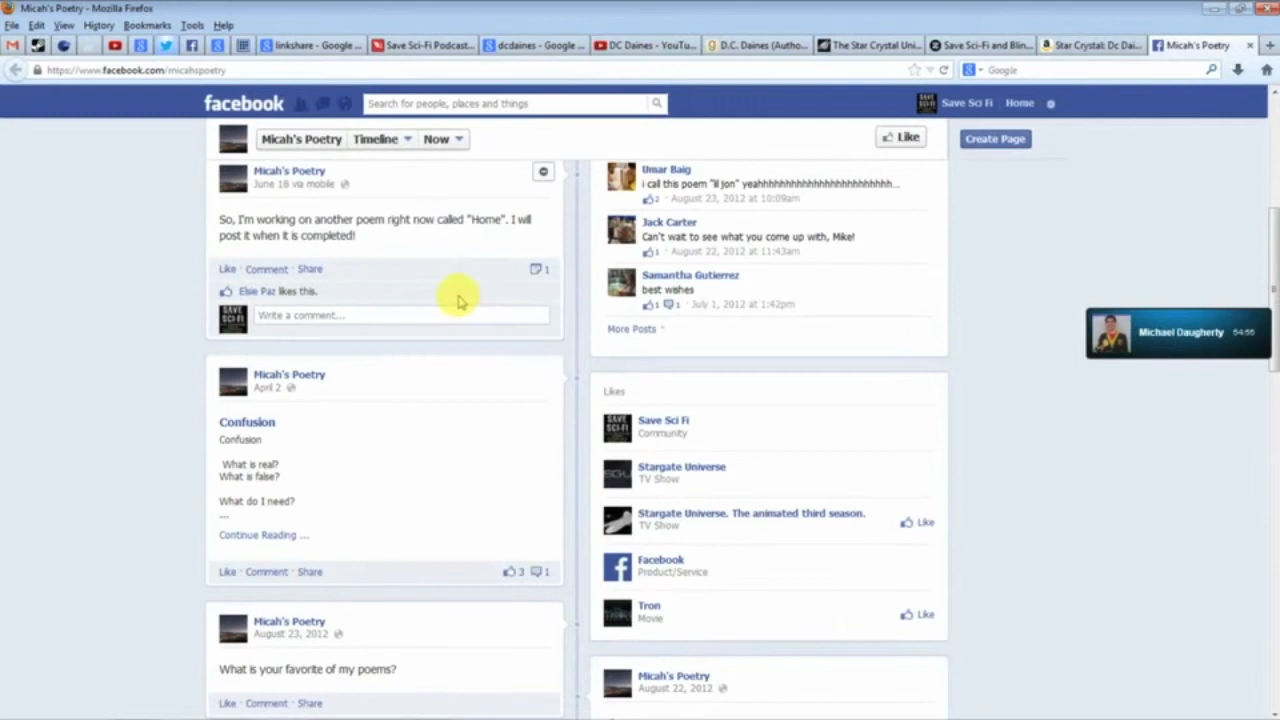 Micah's Poetry - Mozilla Firefox
File Edit View History Bookmarks Tools Help
linkshare - Google ...
Save Sci-Fi Podcast...
dcdaines - Google ...
DC Daines - YouTu...
D.C. Daines (Autho...
The Star Crystal Uni...
Save Sci-Fi and Blin...
Star Crystal: Dc Dai...
Micah's Poetry
https://www.facebook.com/micahspoetry
Google
facebook
Search for people, places and things
Save Sci Fi
Home
Micah's Poetry
Timeline
Now
Like
Create Page
Micah's Poetry
June 18 via mobile
So, I'm working on another poem right now called "Home". I will
post it when it is completed!
Like · Comment · Share
1
Elsie Paz likes this.
Write a comment...
Micah's Poetry
April 2
Confusion
Confusion
What is real?
What is false?
What do I need?
...
Continue Reading ...
Like · Comment · Share
3 1
Micah's Poetry
August 23, 2012
What is your favorite of my poems?
Like · Comment · Share
Umar Baig
i call this poem "lil jon" yeahhhhhhhhhhhhhhhhhhhhhhhhh...
2 · August 23, 2012 at 10:09am
Jack Carter
Can't wait to see what you come up with, Mike!
1 · August 22, 2012 at 11:43am
Samantha Gutierrez
best wishes
1 1 · July 1, 2012 at 1:42pm
More Posts
Likes
Save Sci Fi
Community
Stargate Universe
TV Show
Stargate Universe. The animated third season.
TV Show
Like
Facebook
Product/Service
Tron
Movie
Like
Micah's Poetry
August 22, 2012
Michael Daugherty 54:55